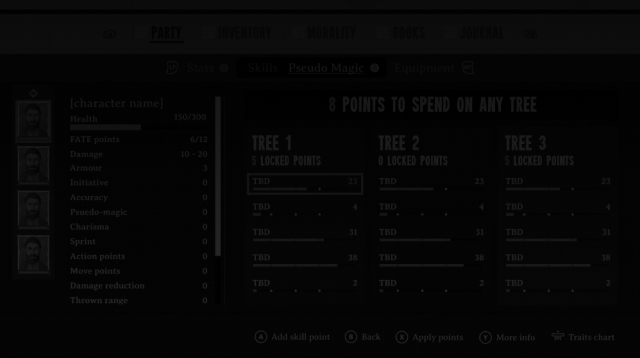 PARTY INVENTORY MORALITY BOOKS JOURNAL
Stats Skills Pseudo Magic Equipment
[character name]
Health 150/300
FATE points 6/12
Damage 10 - 20
Armour 3
Initiative 0
Accuracy 0
Psuedo-magic 0
Charisma 0
Sprint 0
Action points 0
Move points 0
Damage reduction 0
Thrown range 0
8 POINTS TO SPEND ON ANY TREE
TREE 1
5 LOCKED POINTS
TBD 23
TBD 4
TBD 31
TBD 38
TBD 2
TREE 2
0 LOCKED POINTS
TBD 23
TBD 4
TBD 31
TBD 38
TBD 2
TREE 3
5 LOCKED POINTS
TBD 23
TBD 4
TBD 31
TBD 38
TBD 2
A Add skill point B Back X Apply points Y More info Traits chart